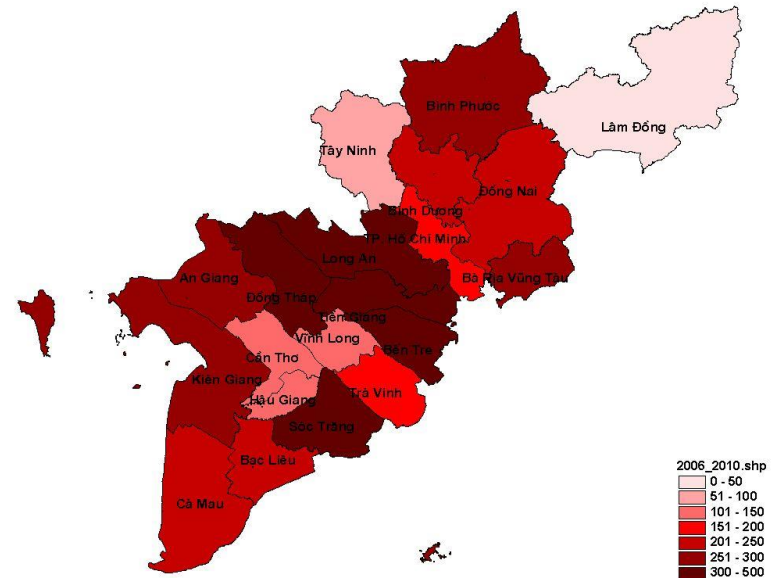 Bình Phước
Lâm Đồng
Tây Ninh
Đồng Nai
Bình Dương
TP. Hồ Chí Minh
Long An
An Giang
Bà Rịa Vũng Tàu
Đồng Tháp
Tiền Giang
Vĩnh Long
Bến Tre
Cần Thơ
Kiên Giang
Trà Vinh
Hậu Giang
Sóc Trăng
Bạc Liêu
Cà Mau
2006_2010.shp
0 - 50
51 - 100
101 - 150
151 - 200
201 - 250
251 - 300
300 - 500